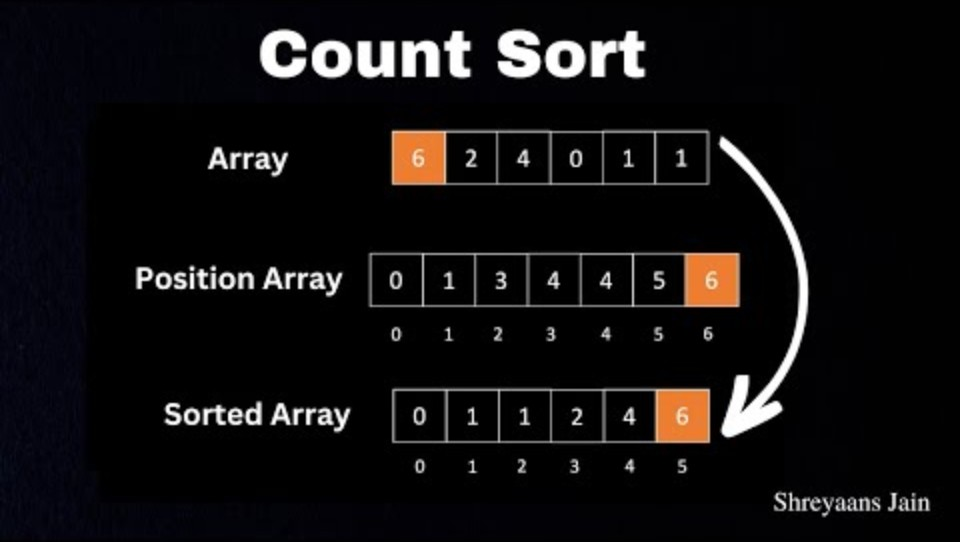 Count Sort
Array 6 2 4 0 1 1
Position Array 0 1 3 4 4 5 6
0 1 2 3 4 5 6
Sorted Array 0 1 1 2 4 6
0 1 2 3 4 5
Shreyaans Jain